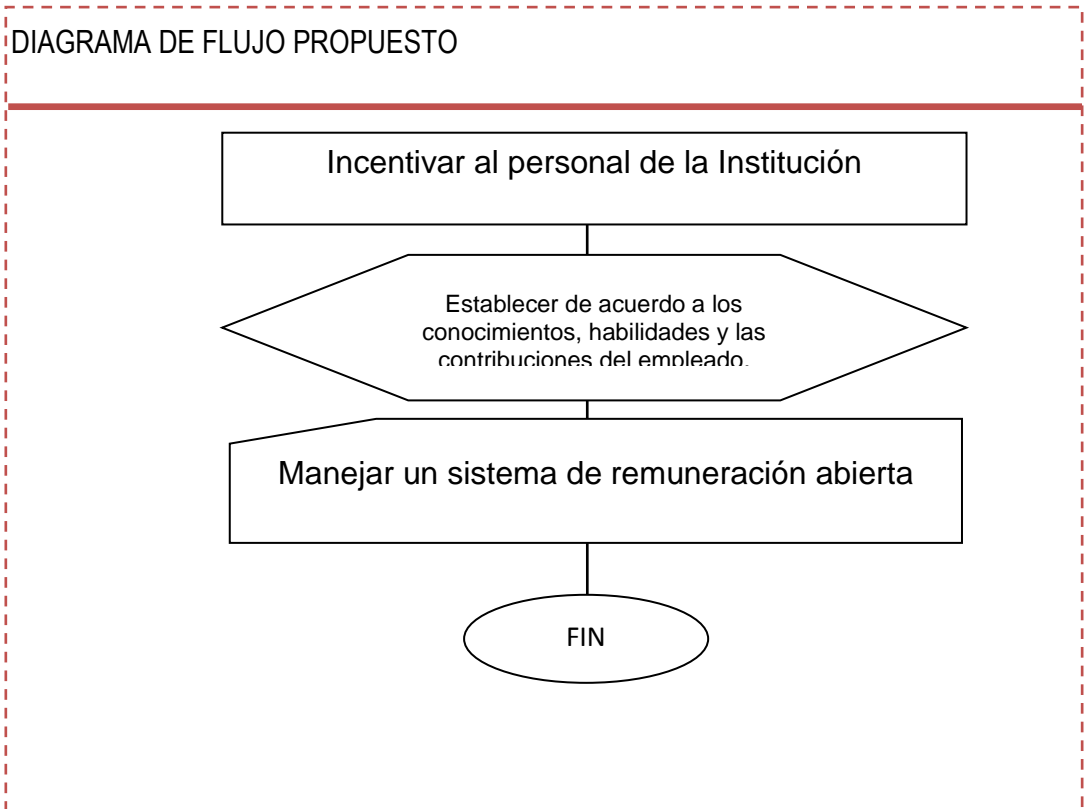 DIAGRAMA DE FLUJO PROPUESTO
Incentivar al personal de la Institución
Establecer de acuerdo a los
conocimientos, habilidades y las
contribuciones del empleado.
Manejar un sistema de remuneración abierta
FIN